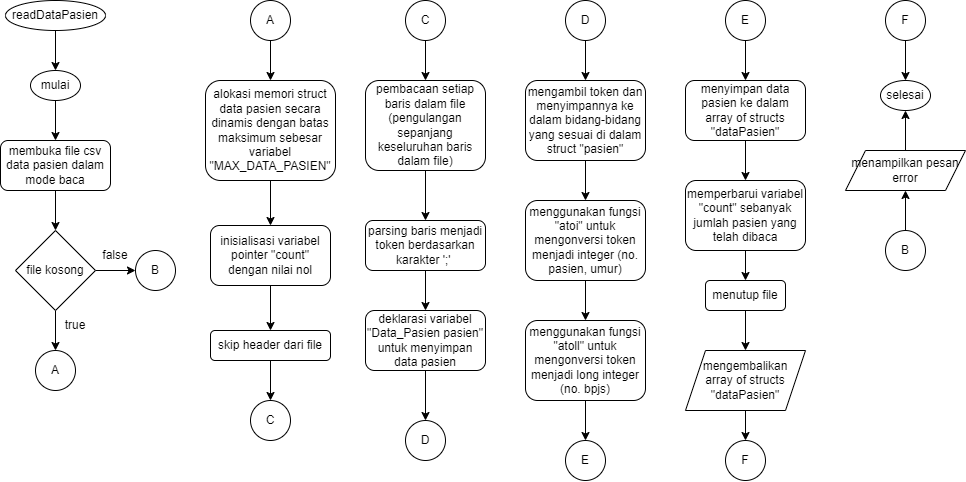 readDataPasien
mulai
membuka file csv
data pasien dalam
mode baca
file kosong
false
B
true
A
A
alokasi memori struct
data pasien secara
dinamis dengan batas
maksimum sebesar
variabel
"MAX_DATA_PASIEN"
inisialisasi variabel
pointer "count"
dengan nilai nol
skip header dari file
C
C
pembacaan setiap
baris dalam file
(pengulangan
sepanjang
keseluruhan baris
dalam file)
parsing baris menjadi
token berdasarkan
karakter ';'
deklarasi variabel
"Data_Pasien pasien"
untuk menyimpan
data pasien
D
D
mengambil token dan
menyimpannya ke
dalam bidang-bidang
yang sesuai di dalam
struct "pasien"
menggunakan fungsi
"atoi" untuk
mengonversi token
menjadi integer (no.
pasien, umur)
menggunakan fungsi
"atoll" untuk
mengonversi token
menjadi long integer
(no. bpjs)
E
E
menyimpan data
pasien ke dalam
array of structs
"dataPasien"
memperbarui variabel
"count" sebanyak
jumlah pasien yang
telah dibaca
menutup file
mengembalikan
array of structs
"dataPasien"
F
F
selesai
menampilkan pesan
error
B